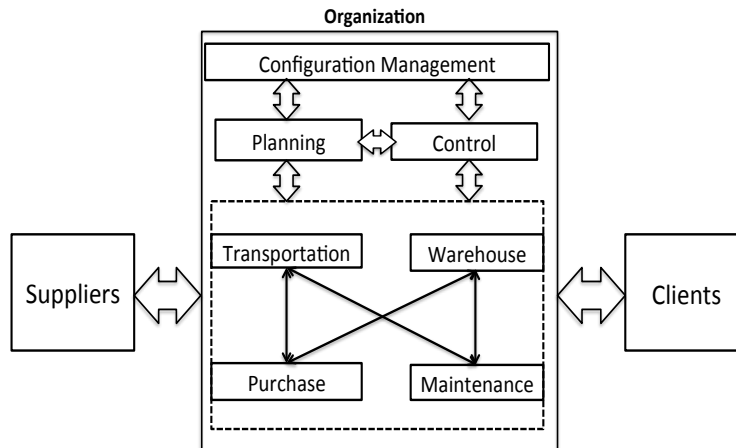 Organization
Configuration Management
Planning
Control
Transportation
Warehouse
Suppliers
Clients
Purchase
Maintenance